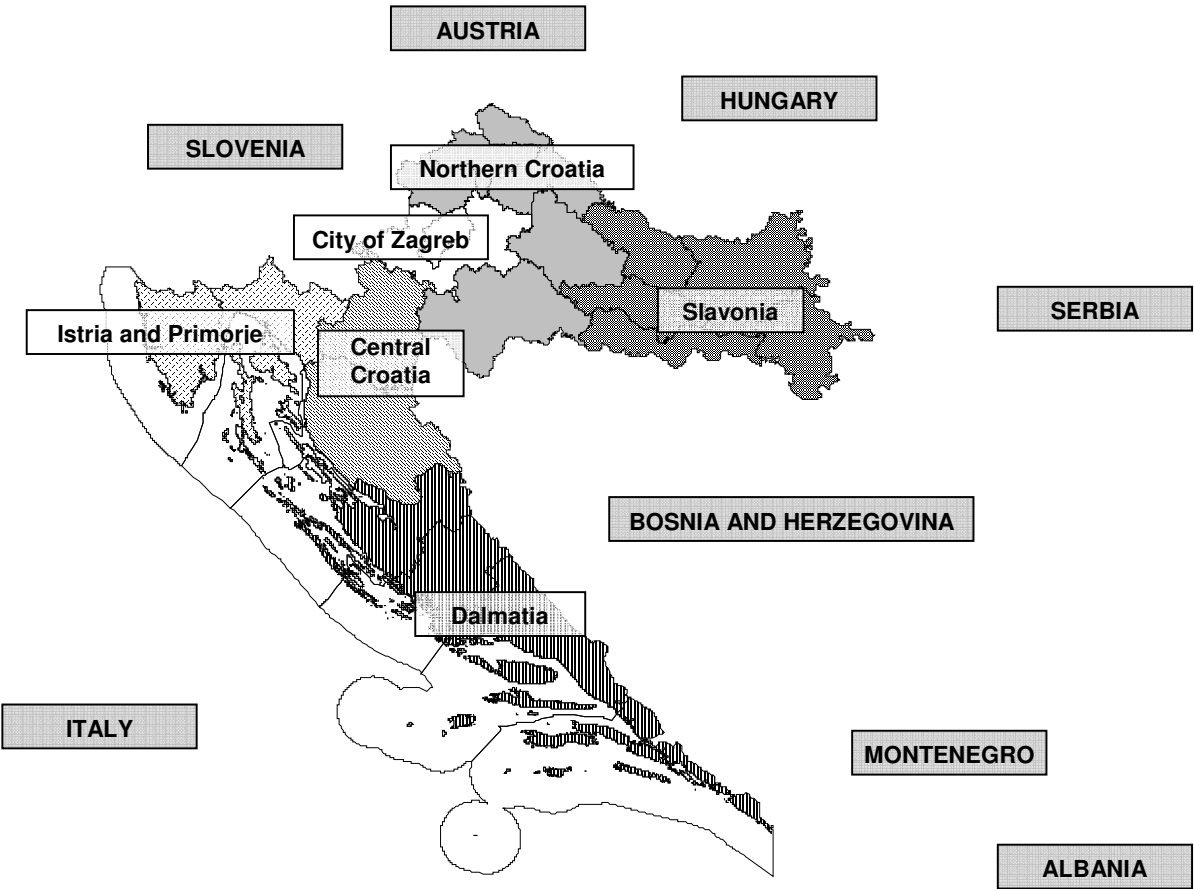 AUSTRIA
HUNGARY
SLOVENIA
Northern Croatia
City of Zagreb
Slavonia
SERBIA
Istria and Primorje
Central
Croatia
BOSNIA AND HERZEGOVINA
Dalmatia
ITALY
MONTENEGRO
ALBANIA